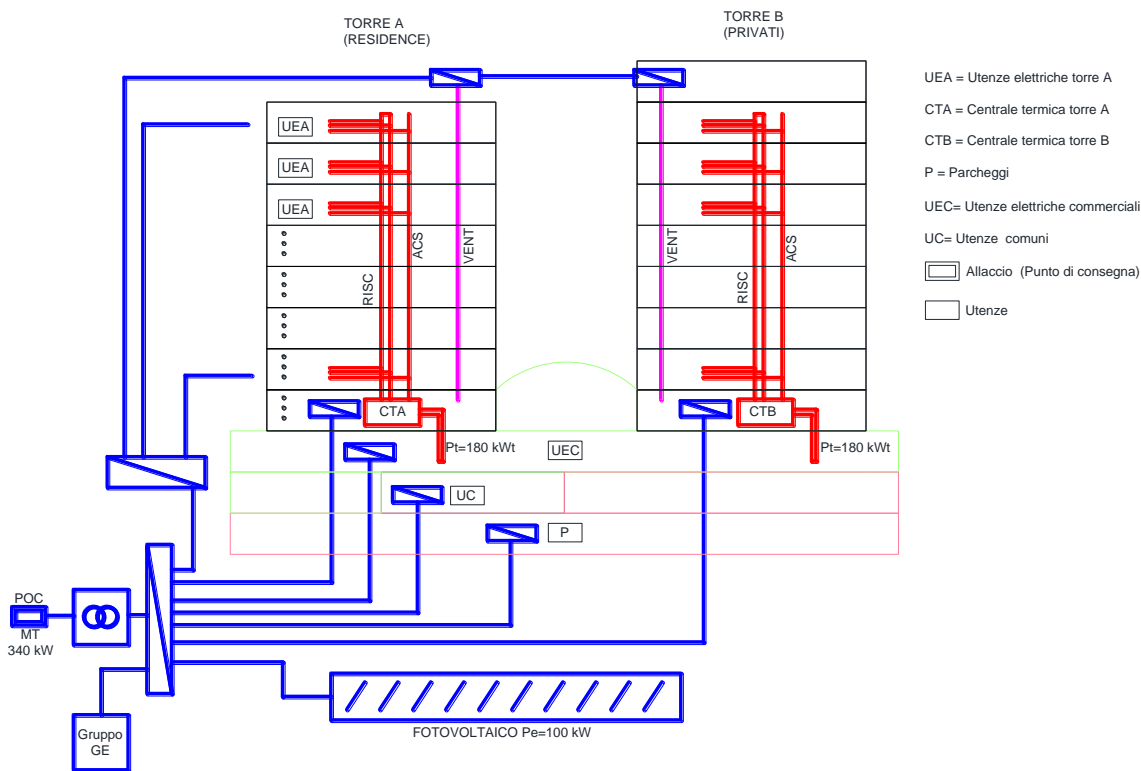 TORRE A
(RESIDENCE)
TORRE B
(PRIVATI)
UEA = Utenze elettriche torre A
CTA = Centrale termica torre A
CTB = Centrale termica torre B
P = Parcheggi
UEC= Utenze elettriche commerciali
UC= Utenze comuni
Allaccio (Punto di consegna)
Utenze
UEA
UEA
UEA
RISC
ACS
VENT
VENT
RISC
ACS
CTA
CTB
Pt=180 kWt
UEC
Pt=180 kWt
UC
P
POC
MT
340 kW
Gruppo
GE
FOTOVOLTAICO Pe=100 kW